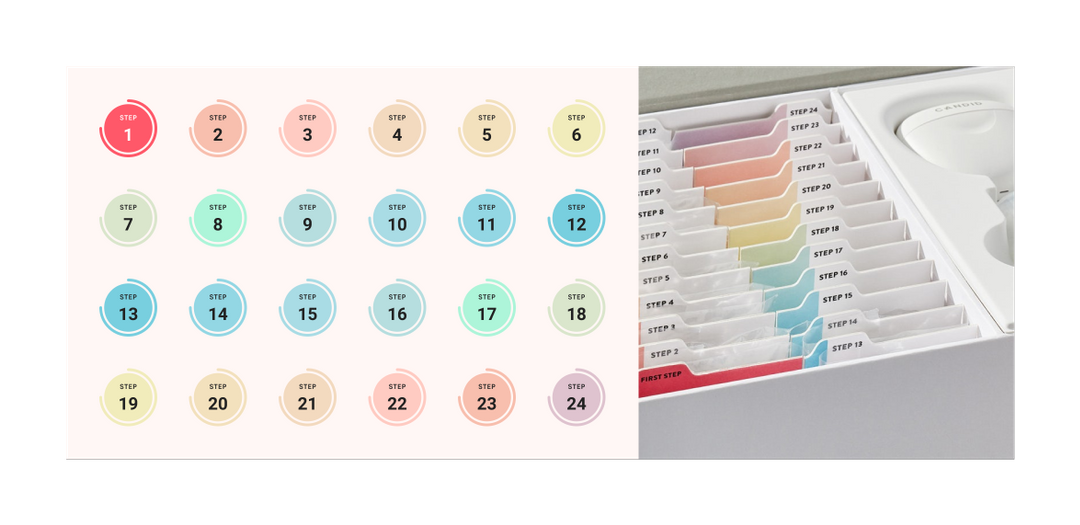 STEP
1
STEP
2
STEP
3
STEP
4
STEP
5
STEP
6
STEP
7
STEP
8
STEP
9
STEP
10
STEP
11
STEP
12
STEP
13
STEP
14
STEP
15
STEP
16
STEP
17
STEP
18
STEP
19
STEP
20
STEP
21
STEP
22
STEP
23
STEP
24
CANDID
STEP 24
STEP 23
STEP 22
STEP 21
STEP 20
STEP 19
STEP 18
STEP 17
STEP 16
STEP 15
STEP 14
STEP 13
TEP 12
TEP 11
TEP 10
TEP 9
STEP 8
STEP 7
STEP 6
STEP 5
STEP 4
STEP 3
STEP 2
FIRST STEP